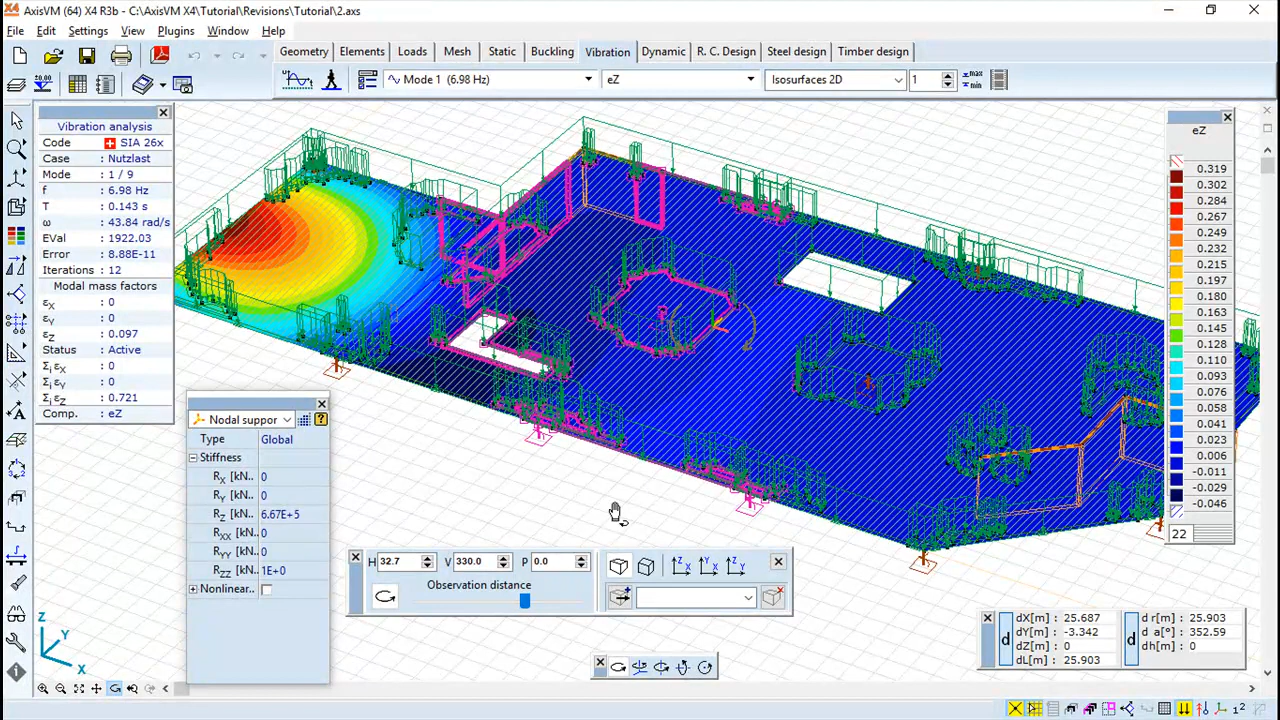 AxisVM (64) X4 R3b - C:\AxisVM X4\Tutorial\Revisions\Tutorial\2.axs
File Edit Settings View Plugins Window Help
Geometry Elements Loads Mesh Static Buckling Vibration Dynamic R. C. Design Steel design Timber design
Mode 1 (6.98 Hz) eZ Isosurfaces 2D 1 max min
Vibration analysis
Code : SIA 26x
Case : Nutzlast
Mode : 1 / 9
f : 6.98 Hz
T : 0.143 s
ω : 43.84 rad/s
EVal : 1922.03
Error : 8.88E-11
Iterations : 12
Modal mass factors
εX : 0
εY : 0
εZ : 0.097
Status : Active
Σi εX : 0
Σi εY : 0
Σi εZ : 0.721
Comp. : eZ
Nodal suppor
Type Global
Stiffness
RX [kN.. 0
RY [kN.. 0
RZ [kN.. 6.67E+5
RXX [kN.. 0
RYY [kN.. 0
RZZ [kN.. 1E+0
Nonlinear..
H 32.7 V 330.0 P 0.0
Observation distance
eZ
0.319
0.302
0.284
0.267
0.249
0.232
0.215
0.197
0.180
0.163
0.145
0.128
0.110
0.093
0.076
0.058
0.041
0.023
0.006
-0.011
-0.029
-0.046
22
dX[m] : 25.687
dY[m] : -3.342
dZ[m] : 0
dL[m] : 25.903
d
d r[m] : 25.903
d a[°] : 352.59
dh[m] : 0
d
Z
Y
X